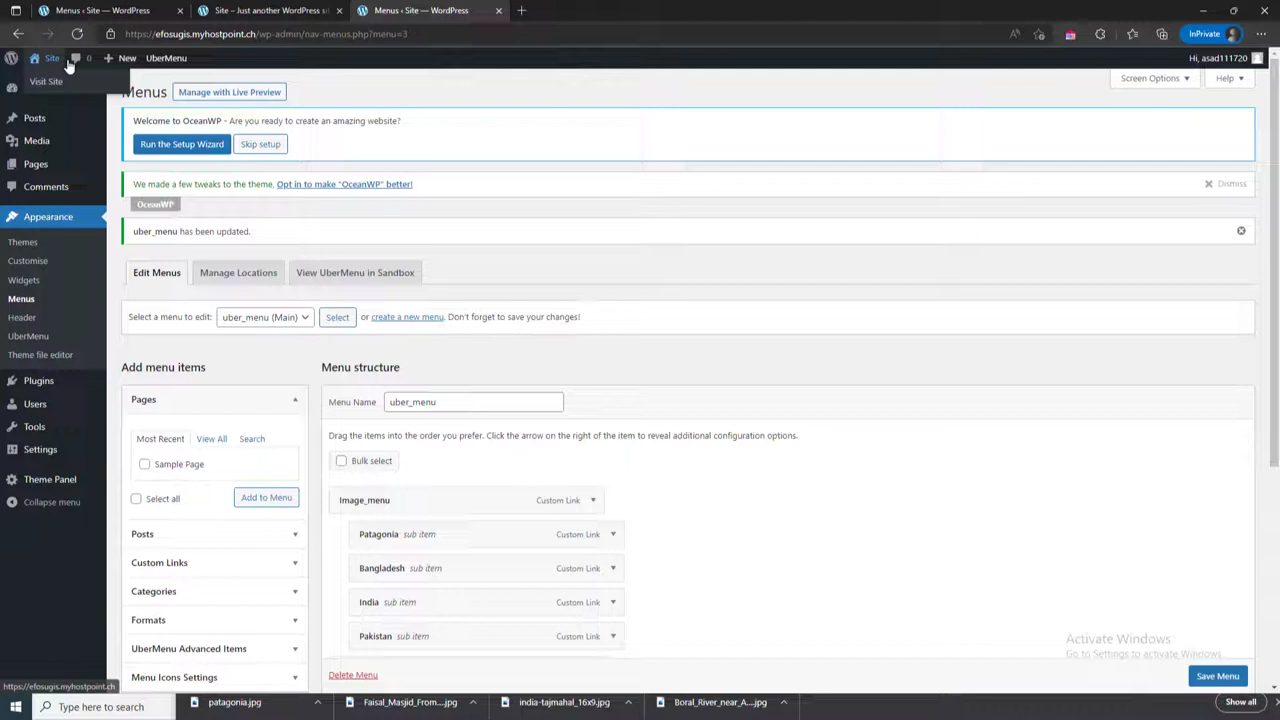 Menus ‹ Site — WordPress
Site – Just another WordPress si
Menus ‹ Site — WordPress
https://efosugis.myhostpoint.ch/wp-admin/nav-menus.php?menu=3
InPrivate
Site
0
New
UberMenu
Hi, asad111720
Visit Site
Menus
Manage with Live Preview
Screen Options
Help
Welcome to OceanWP - Are you ready to create an amazing website?
Run the Setup Wizard
Skip setup
We made a few tweaks to the theme, Opt in to make "OceanWP" better!
Dismiss
OceanWP
uber_menu has been updated.
Posts
Media
Pages
Comments
Appearance
Themes
Customise
Widgets
Menus
Header
UberMenu
Theme file editor
Plugins
Users
Tools
Settings
Theme Panel
Collapse menu
Edit Menus
Manage Locations
View UberMenu in Sandbox
Select a menu to edit:
uber_menu (Main)
Select
or create a new menu. Don't forget to save your changes!
Add menu items
Pages
Most Recent
View All
Search
Sample Page
Select all
Add to Menu
Posts
Custom Links
Categories
Formats
UberMenu Advanced Items
Menu Icons Settings
Menu structure
Menu Name
uber_menu
Drag the items into the order you prefer. Click the arrow on the right of the item to reveal additional configuration options.
Bulk select
Image_menu
Custom Link
Patagonia sub item
Custom Link
Bangladesh sub item
Custom Link
India sub item
Custom Link
Pakistan sub item
Custom Link
Delete Menu
Save Menu
Activate Windows
Go to Settings to activate Windows.
https://efosugis.myhostpoint.ch
Type here to search
patagonia.jpg
Faisal_Masjid_From....jpg
india-tajmahal_16x9.jpg
Boral_River_near_A....jpg
Show all